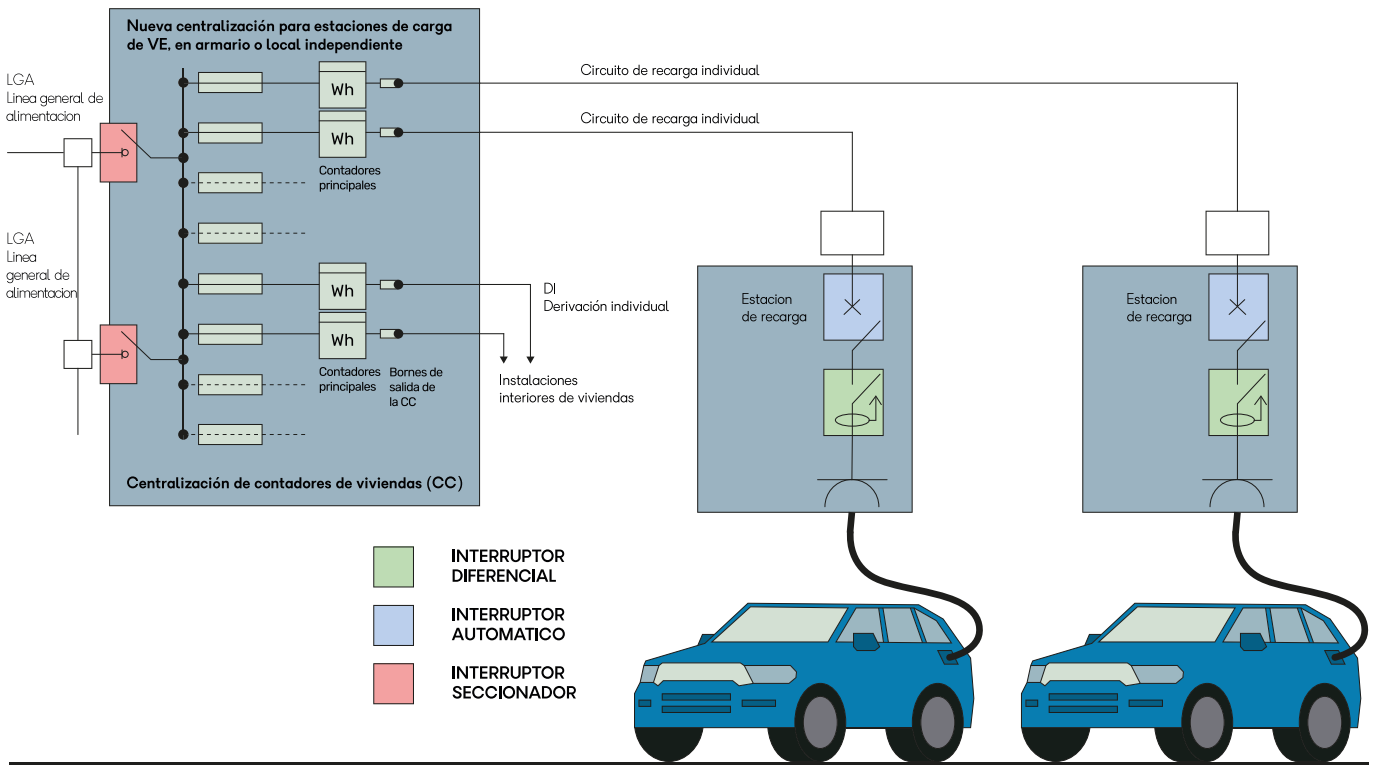 Nueva centralización para estaciones de carga
de VE, en armario o local independiente
LGA
Linea general de
alimentacion
Wh
Circuito de recarga individual
Wh
Circuito de recarga individual
Contadores
principales
LGA
Linea
general de
alimentacion
Wh
DI
Derivación individual
Wh
Contadores
principales
Bornes de
salida de
la CC
Instalaciones
interiores de viviendas
Centralización de contadores de viviendas (CC)
Estacion
de recarga
Estacion
de recarga
INTERRUPTOR
DIFERENCIAL
INTERRUPTOR
AUTOMATICO
INTERRUPTOR
SECCIONADOR